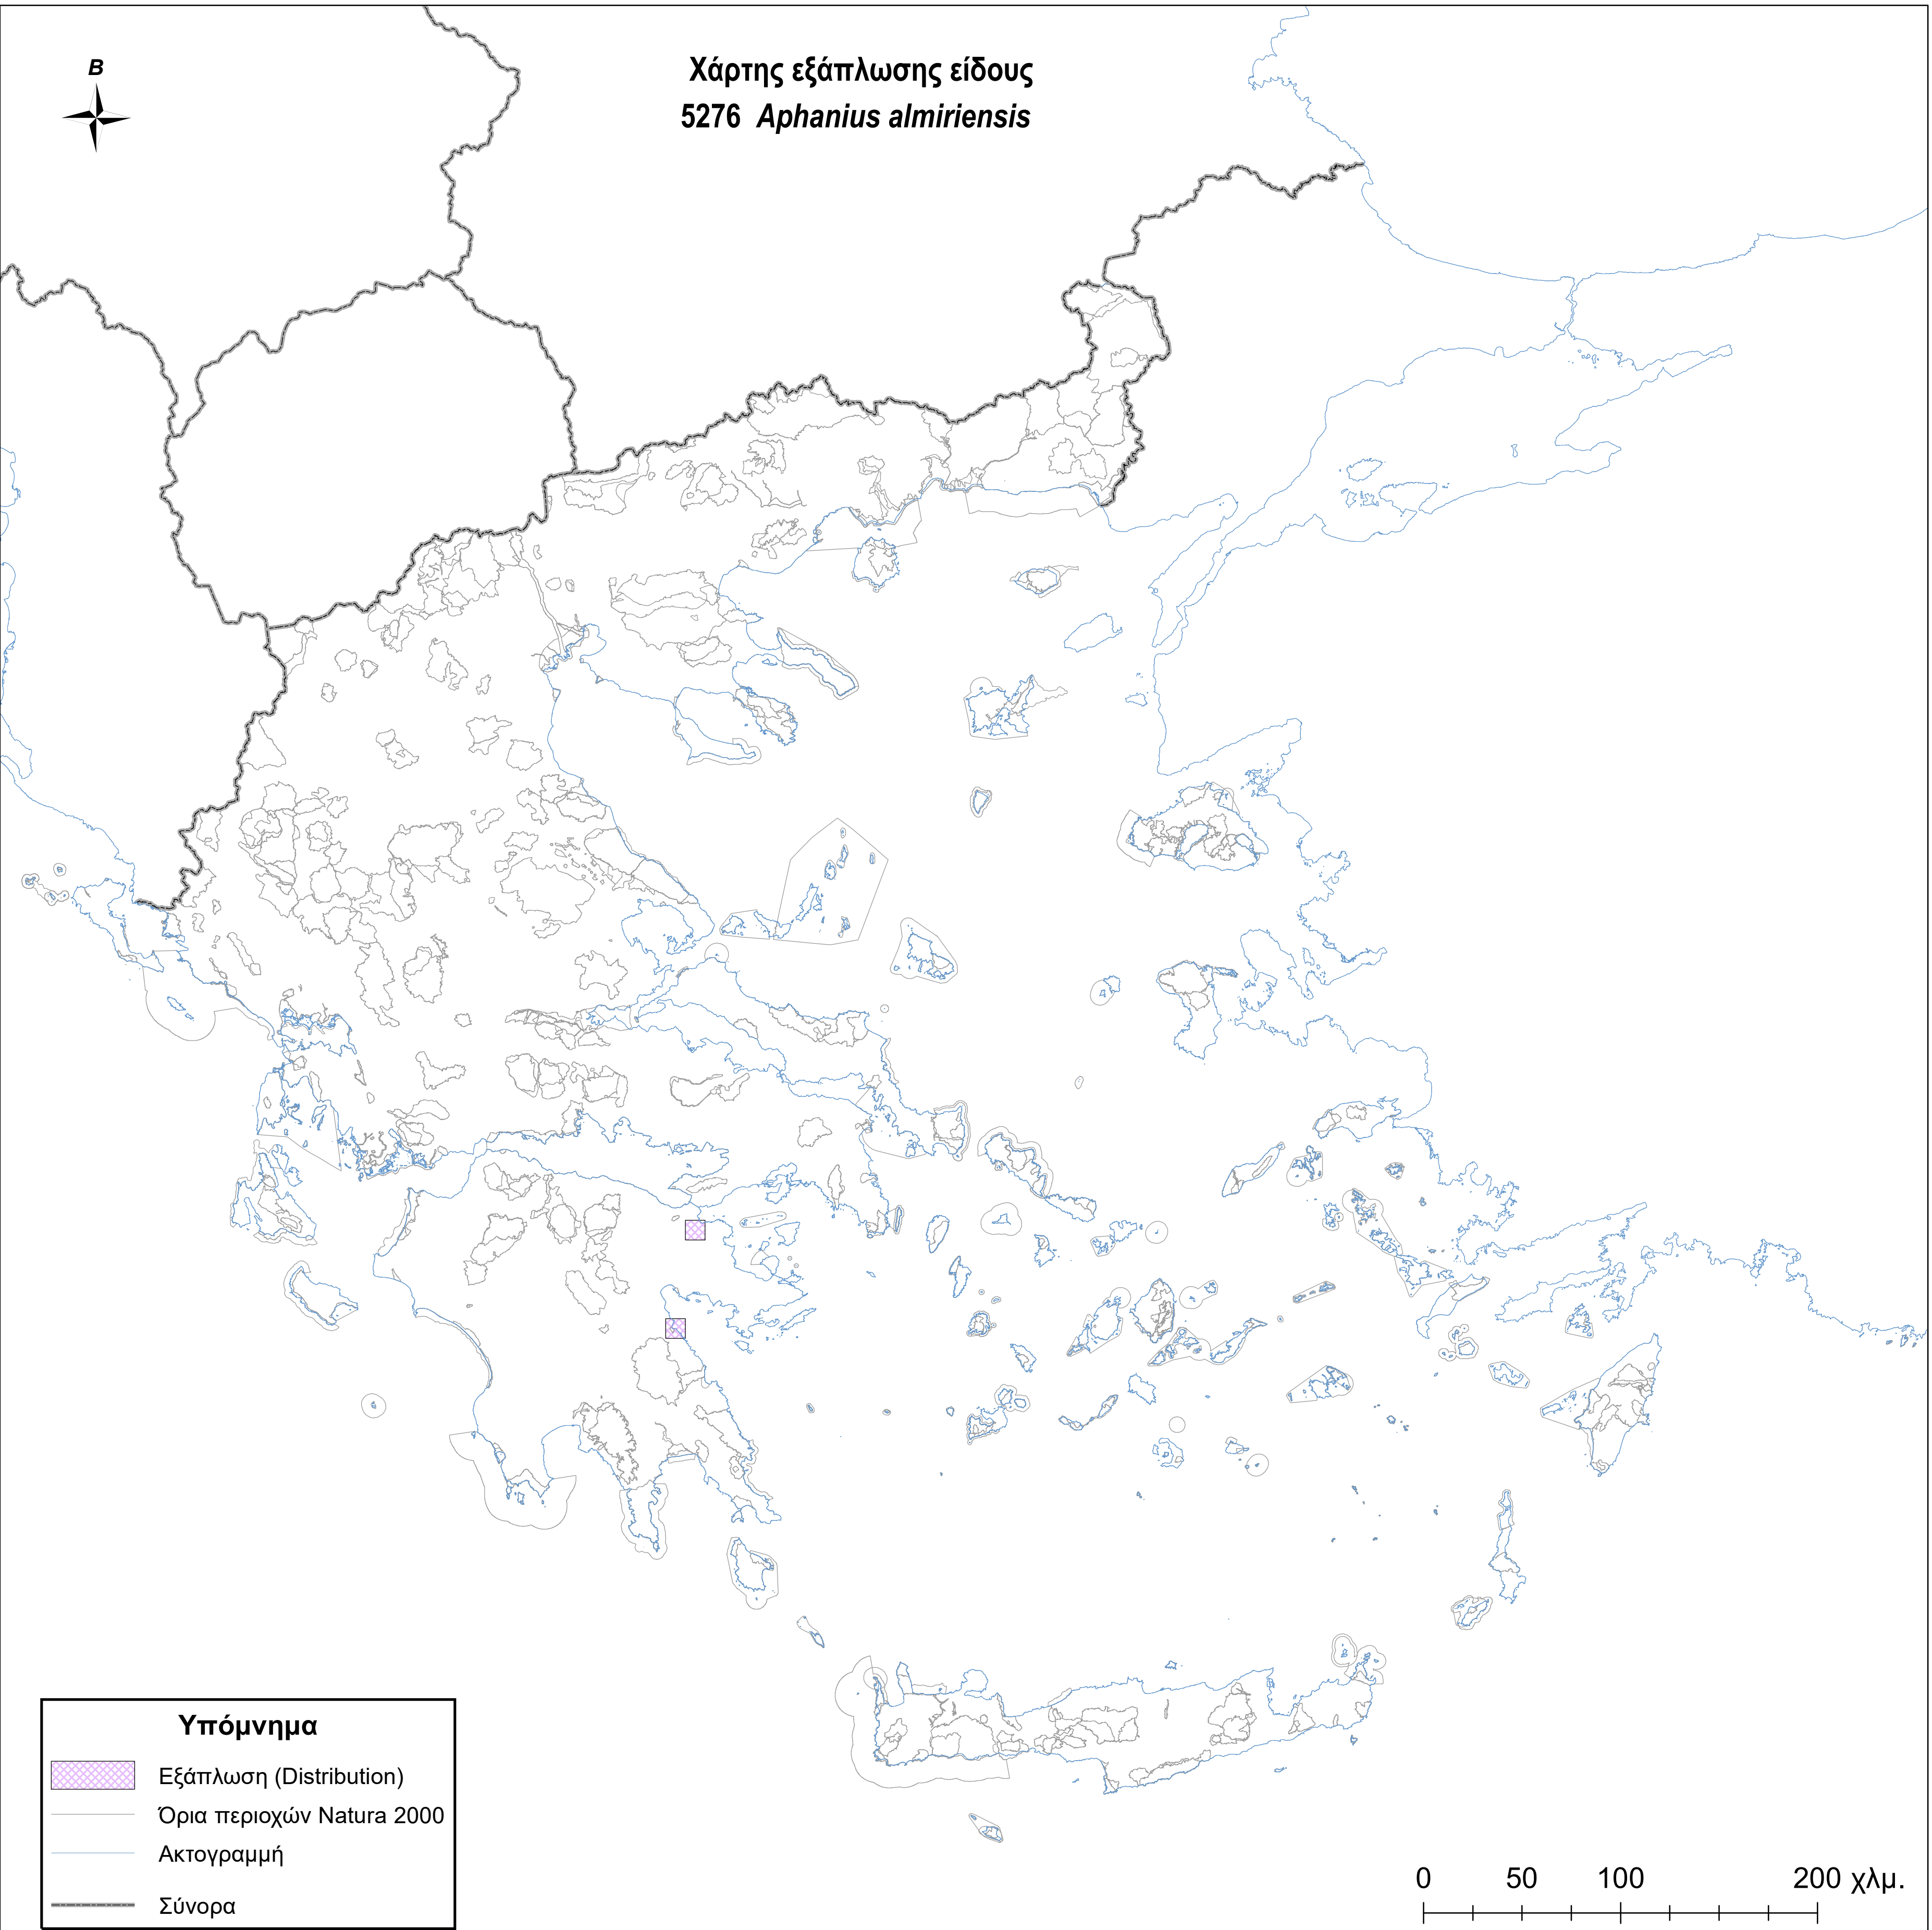 Β
Χάρτης εξάπλωσης είδους
5276 Aphanius almiriensis
Υπόμνημα
Εξάπλωση (Distribution)
Όρια περιοχών Natura 2000
Ακτογραμμή
Σύνορα
0 50 100 200 χλμ.